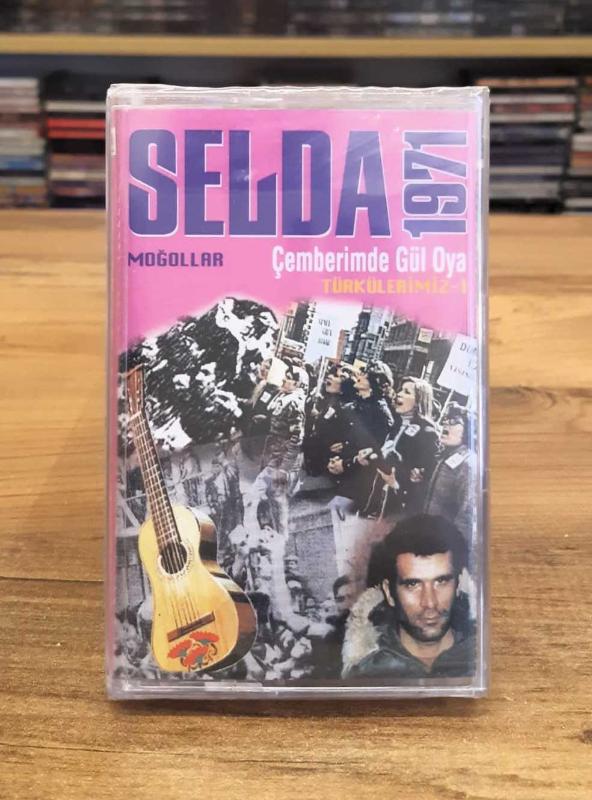 SELDA
1971
MOĞOLLAR
Çemberimde Gül Oya
TÜRKÜLERİMİZ-1